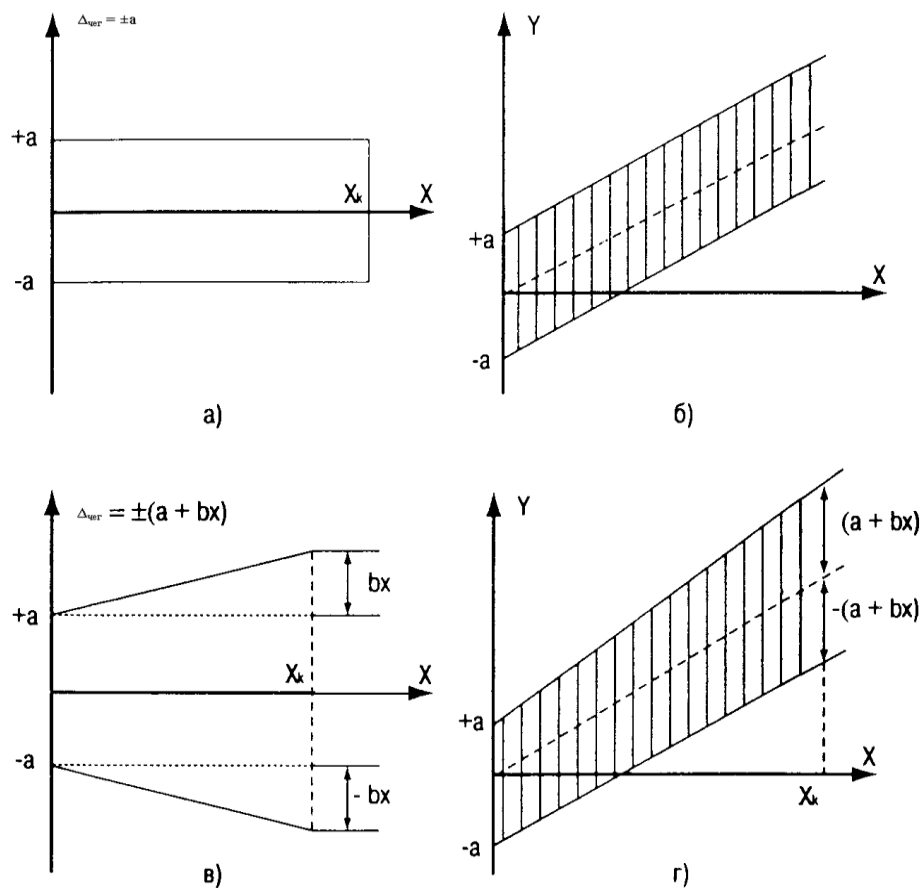 Δчег = ±a
+a
Xk
X
-a
а)
Y
+a
X
-a
б)
Δчег = ±(a + bx)
bx
+a
Xk
X
-a
- bx
в)
Y
(a + bx)
-(a + bx)
+a
X
Xk
-a
г)